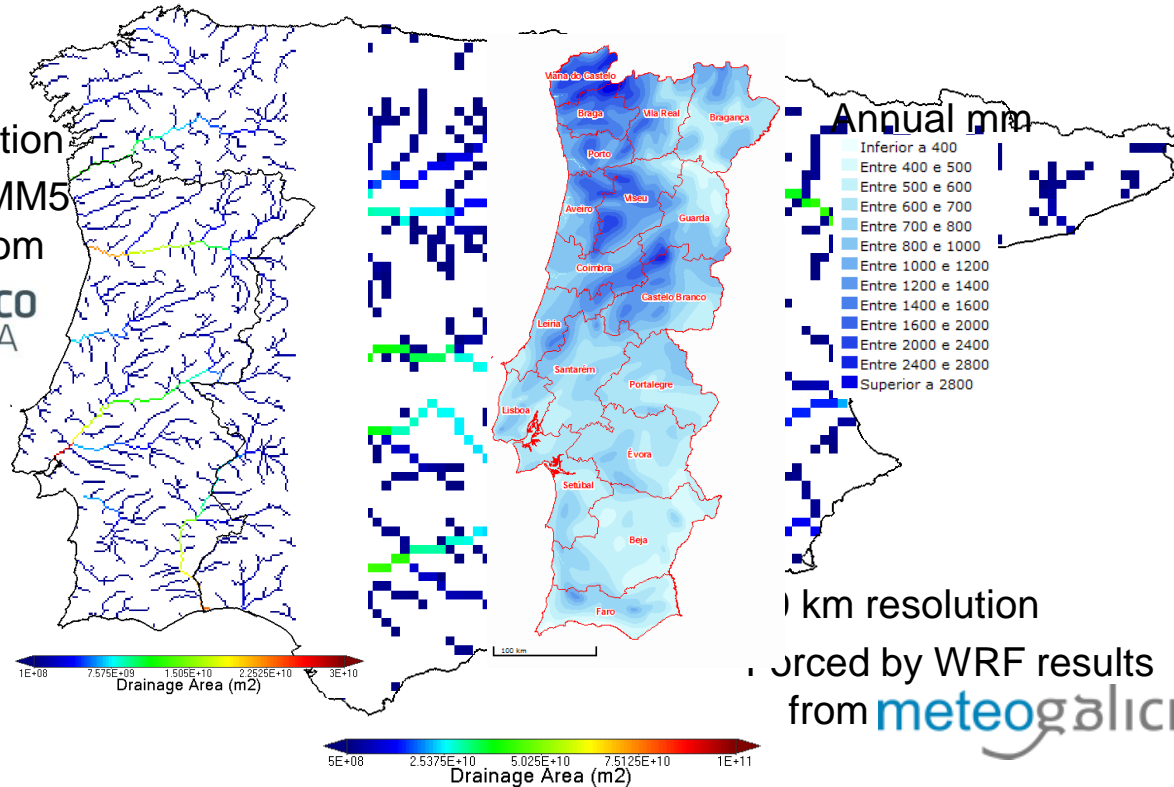 MM5
Viana do Castelo
Braga
Vila Real
Bragança
Porto
Aveiro
Viseu
Guarda
Coimbra
Castelo Branco
Leiria
Santarém
Portalegre
Lisboa
Évora
Setúbal
Beja
Faro
100 km
Annual mm
Inferior a 400
Entre 400 e 500
Entre 500 e 600
Entre 600 e 700
Entre 700 e 800
Entre 800 e 1000
Entre 1000 e 1200
Entre 1200 e 1400
Entre 1400 e 1600
Entre 1600 e 2000
Entre 2000 e 2400
Entre 2400 e 2800
Superior a 2800
km resolution
by WRF results
from meteogalici
1E+08 7.575E+09 1.505E+10 2.2525E+10 3E+10
Drainage Area (m2)
5E+08 2.5375E+10 5.025E+10 7.5125E+10 1E+11
Drainage Area (m2)